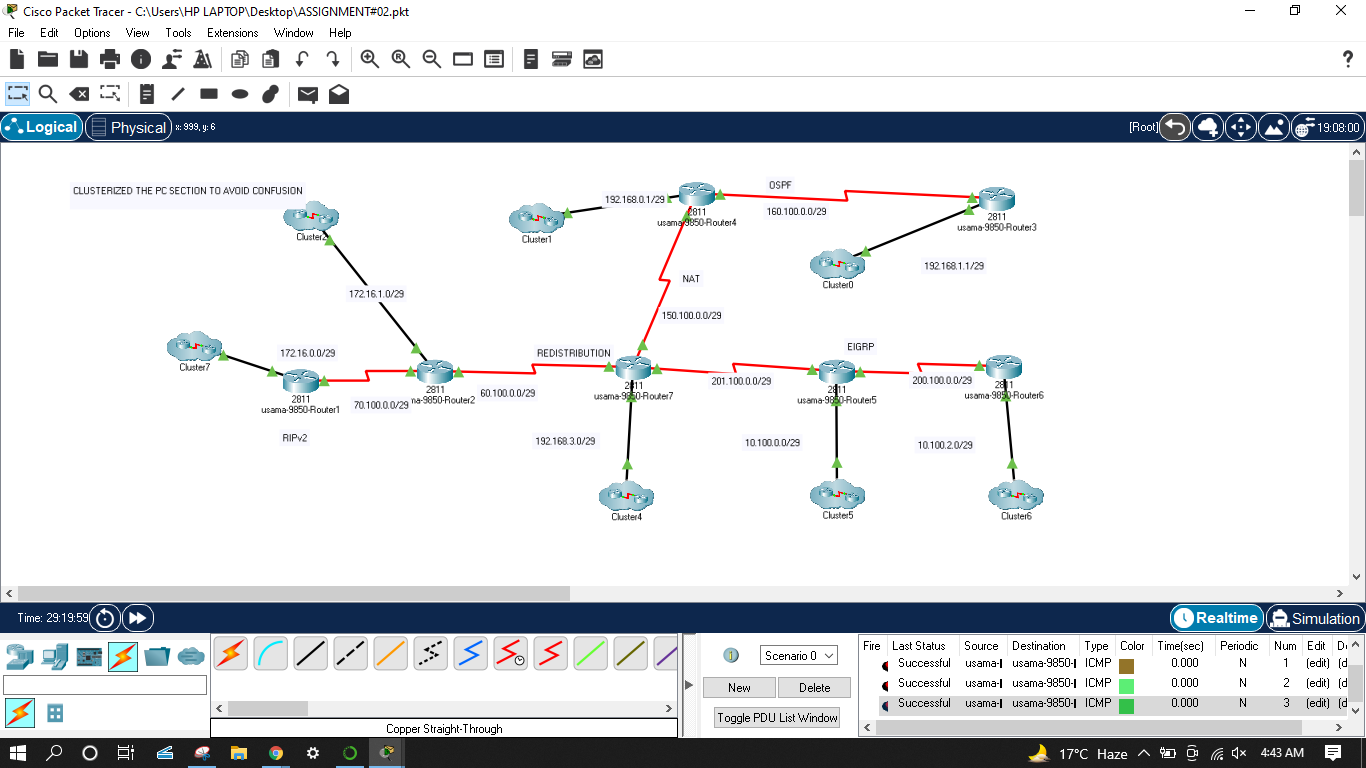 Cisco Packet Tracer - C:\Users\HP LAPTOP\Desktop\ASSIGNMENT#02.pkt
File Edit Options View Tools Extensions Window Help
?
Logical Physical x: 999, y: 6 [Root] 19:08:00
CLUSTERIZED THE PC SECTION TO AVOID CONFUSION
OSPF
192.168.0.1/29
160.100.0.0/29
2811
usama-9850-Router4
2811
usama-9850-Router3
Cluster2
Cluster1
192.168.1.1/29
Cluster0
NAT
172.16.1.0/29
150.100.0.0/29
172.16.0.0/29
REDISTRIBUTION
EIGRP
Cluster7
201.100.0.0/29
200.100.0.0/29
2811
usama-9850-Router1
70.100.0.0/29
2811
ma-9850-Router2
60.100.0.0/29
2811
usama-9850-Router7
2811
usama-9850-Router5
2811
usama-9850-Router6
RIPv2
192.168.3.0/29
10.100.0.0/29
10.100.2.0/29
Cluster4
Cluster5
Cluster6
Time: 29:19:59
Realtime Simulation
Scenario 0
New Delete
Toggle PDU List Window
Copper Straight-Through
Fire Last Status Source Destination Type Color Time(sec) Periodic Num Edit
Successful usama-I usama-9850-I ICMP 0.000 N 1 (edit) (d
Successful usama-I usama-9850-I ICMP 0.000 N 2 (edit) (d
Successful usama-I usama-9850-I ICMP 0.000 N 3 (edit) (d
17°C Haze 4:43 AM